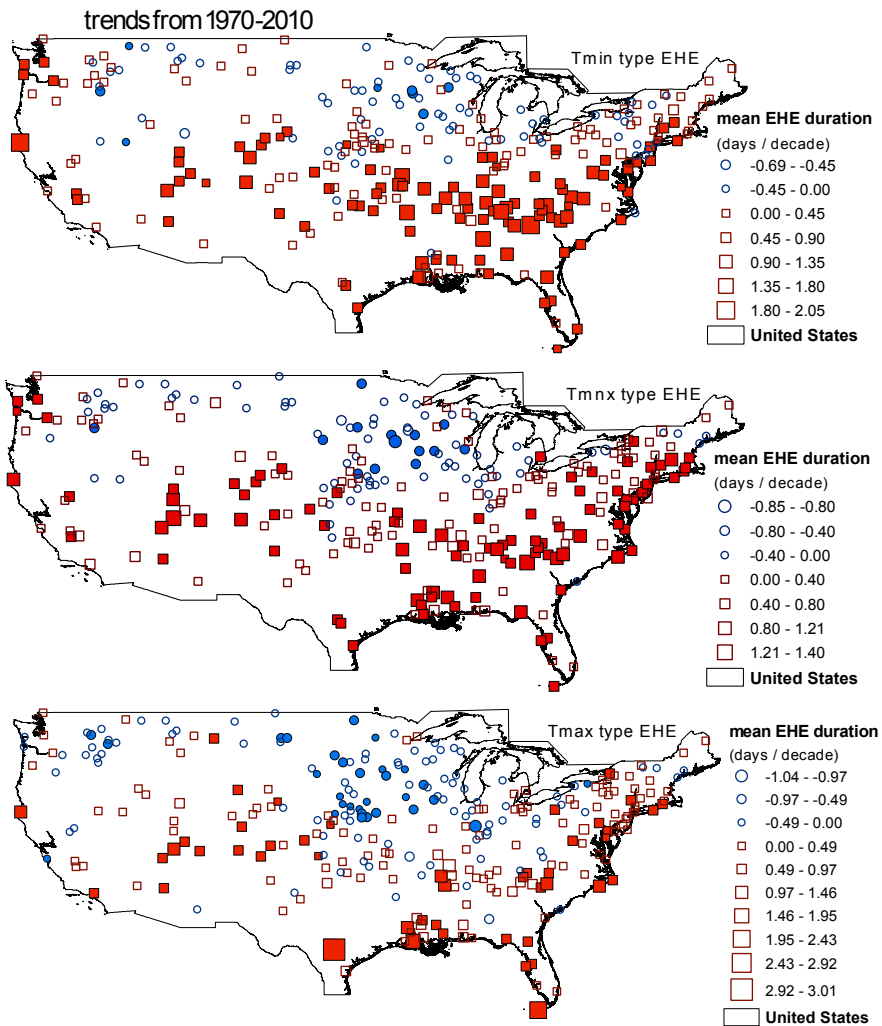 trends from 1970-2010
Tmin type EHE
mean EHE duration
(days / decade)
-0.69 - -0.45
-0.45 - 0.00
0.00 - 0.45
0.45 - 0.90
0.90 - 1.35
1.35 - 1.80
1.80 - 2.05
United States
Tmnx type EHE
mean EHE duration
(days / decade)
-0.85 - -0.80
-0.80 - -0.40
-0.40 - 0.00
0.00 - 0.40
0.40 - 0.80
0.80 - 1.21
1.21 - 1.40
United States
Tmax type EHE
mean EHE duration
(days / decade)
-1.04 - -0.97
-0.97 - -0.49
-0.49 - 0.00
0.00 - 0.49
0.49 - 0.97
0.97 - 1.46
1.46 - 1.95
1.95 - 2.43
2.43 - 2.92
2.92 - 3.01
United States